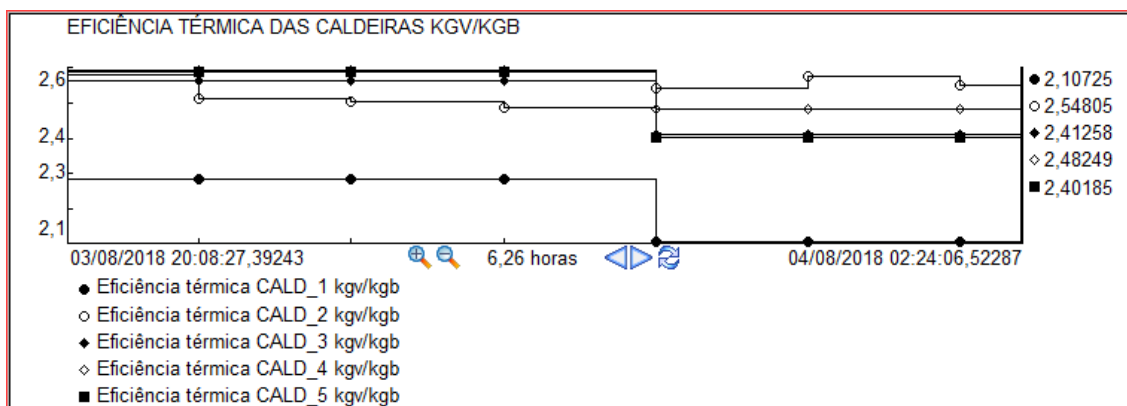 EFICIÊNCIA TÉRMICA DAS CALDEIRAS KGV/KGB
2,6
2,4
2,3
2,1
2,10725
2,54805
2,41258
2,48249
2,40185
03/08/2018 20:08:27,39243 6,26 horas 04/08/2018 02:24:06,52287
Eficiência térmica CALD_1 kgv/kgb
Eficiência térmica CALD_2 kgv/kgb
Eficiência térmica CALD_3 kgv/kgb
Eficiência térmica CALD_4 kgv/kgb
Eficiência térmica CALD_5 kgv/kgb